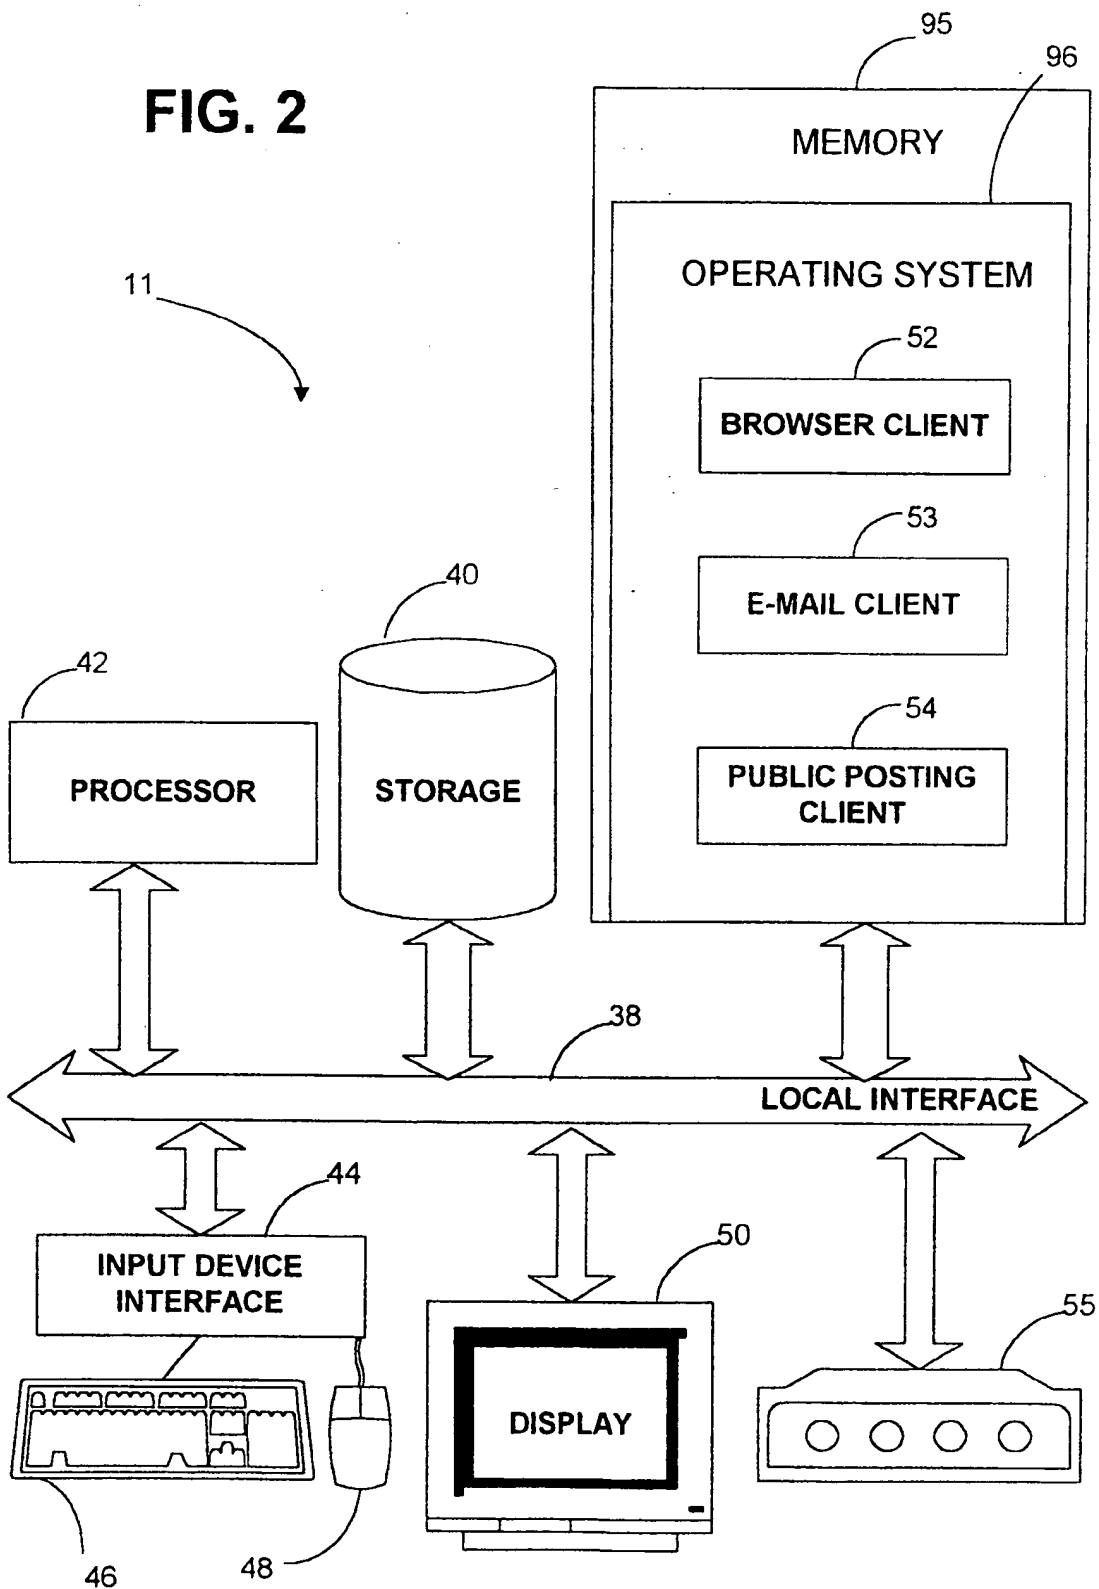 95
96
FIG. 2
MEMORY
11
OPERATING SYSTEM
52
BROWSER CLIENT
53
E-MAIL CLIENT
40
42
54
PROCESSOR
STORAGE
PUBLIC POSTING
CLIENT
38
LOCAL INTERFACE
44
50
INPUT DEVICE
INTERFACE
55
DISPLAY
46
48